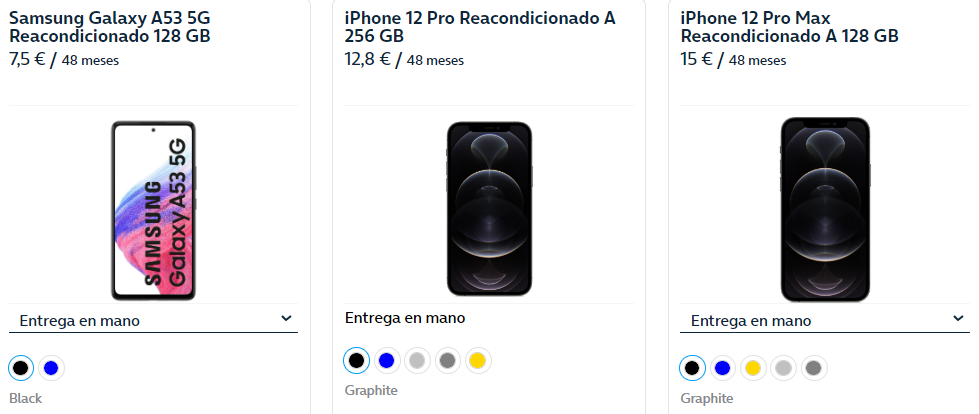 Samsung Galaxy A53 5G
Reacondicionado 128 GB
7,5 € / 48 meses
SAMSUNG
Galaxy A53 5G
Entrega en mano
Black
iPhone 12 Pro Reacondicionado A
256 GB
12,8 € / 48 meses
Entrega en mano
Graphite
iPhone 12 Pro Max
Reacondicionado A 128 GB
15 € / 48 meses
Entrega en mano
Graphite